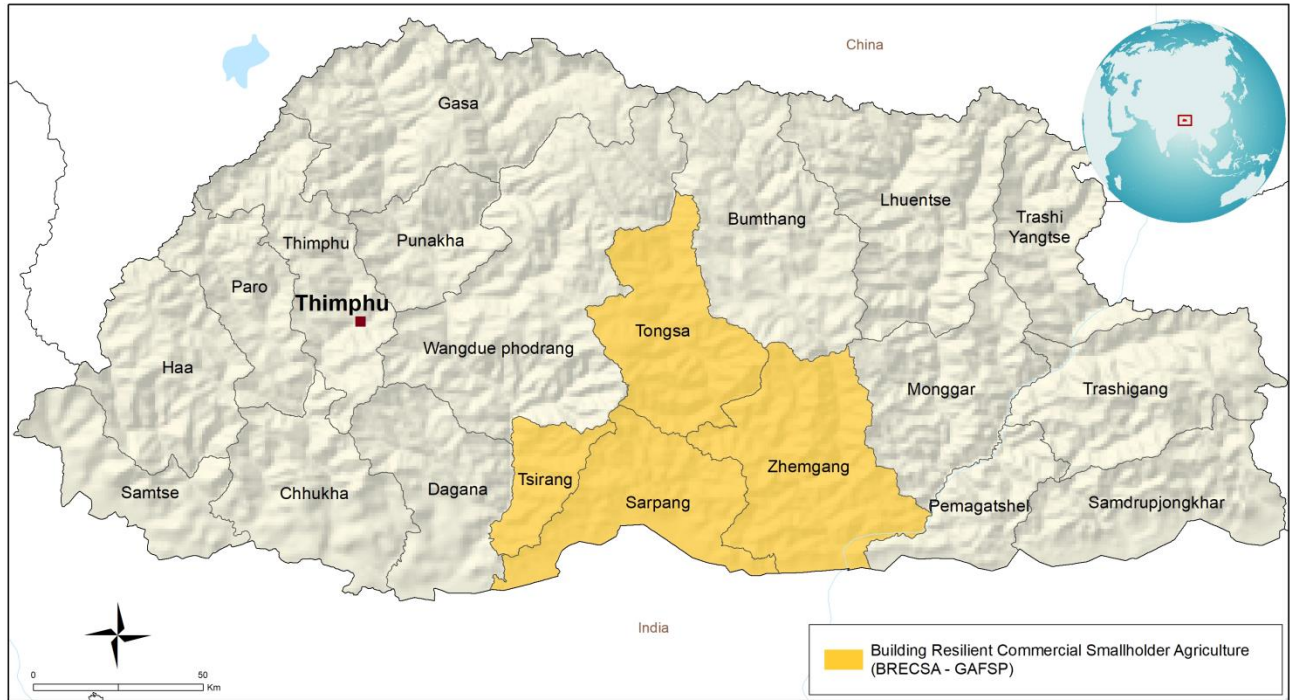 China
Gasa
Bumthang
Lhuentse
Trashi
Yangtse
Thimphu
Punakha
Paro
Thimphu
Tongsa
Wangdue phodrang
Haa
Monggar
Trashigang
Zhemgang
Tsirang
Samtse
Chhukha
Dagana
Sarpang
Pemagatshel
Samdrupjongkhar
India
0
50
Km
Building Resilient Commercial Smallholder Agriculture
(BRECSA - GAFSP)